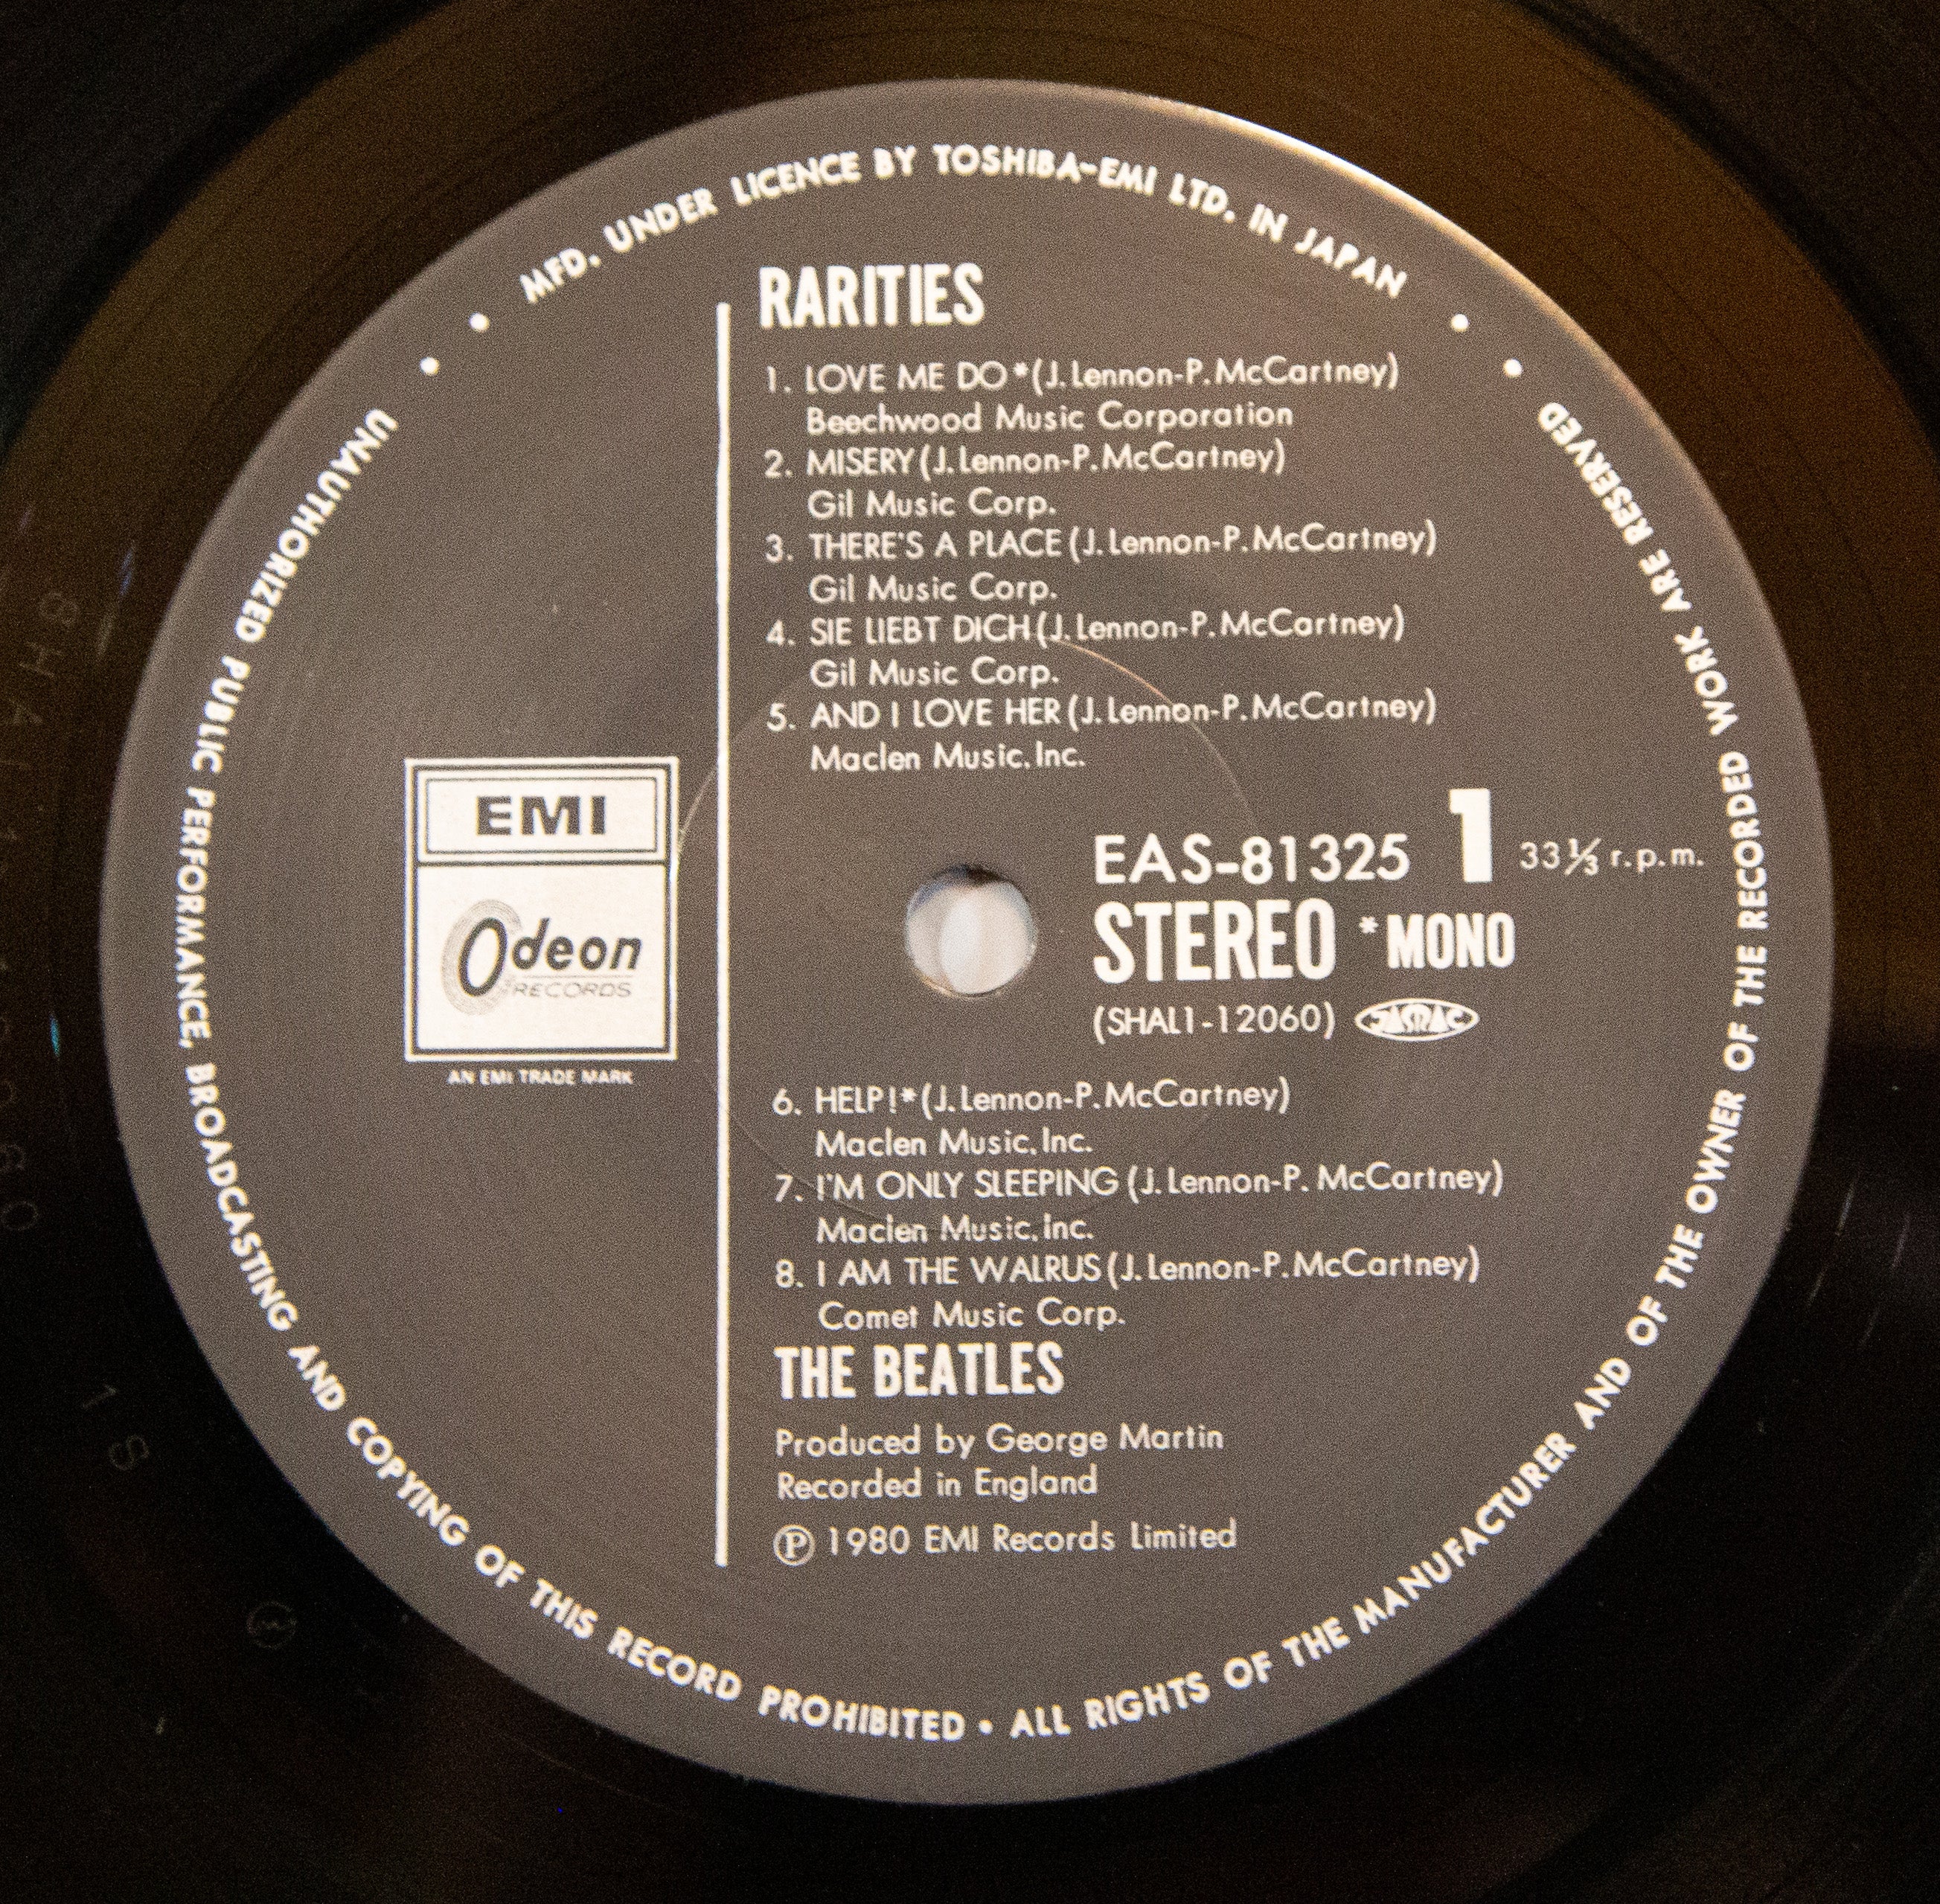 MFD. UNDER LICENCE BY TOSHIBA-EMI LTD. IN JAPAN
RARITIES
1. LOVE ME DO*(J.Lennon-P.McCartney)
Beechwood Music Corporation
2. MISERY(J.Lennon-P.McCartney)
Gil Music Corp.
3. THERE'S A PLACE(J.Lennon-P.McCartney)
Gil Music Corp.
4. SIE LIEBT DICH(J.Lennon-P.McCartney)
Gil Music Corp.
5. AND I LOVE HER(J.Lennon-P.McCartney)
Maclen Music,Inc.
EMI
Odeon
RECORDS
AN EMI TRADE MARK
EAS-81325 1 33⅓ r.p.m.
STEREO *MONO
(SHAL1-12060) JASRAC
6. HELP!*(J.Lennon-P.McCartney)
Maclen Music,Inc.
7. I'M ONLY SLEEPING (J.Lennon-P. McCartney)
Maclen Music,Inc.
8. I AM THE WALRUS(J.Lennon-P.McCartney)
Comet Music Corp.
THE BEATLES
Produced by George Martin
Recorded in England
Ⓟ 1980 EMI Records Limited
UNAUTHORIZED PUBLIC PERFORMANCE, BROADCASTING AND COPYING OF THIS RECORD PROHIBITED • ALL RIGHTS OF THE MANUFACTURER AND OF THE OWNER OF THE RECORDED WORK ARE RESERVED
1S